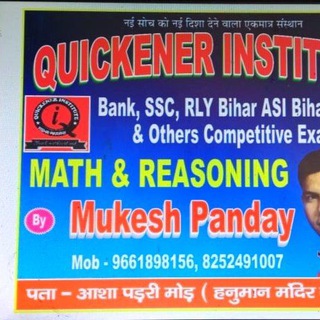 नई सोच को नई दिशा देने वाला एकमात्र संस्थान
QUICKENER INSTIT
Bank, SSC, RLY Bihar ASI Biha
& Others Competitive Exa
MATH & REASONING
By Mukesh Panday
Mob - 9661898156, 8252491007
पता - आशा पड़री मोड़ ( हनुमान मंदिर